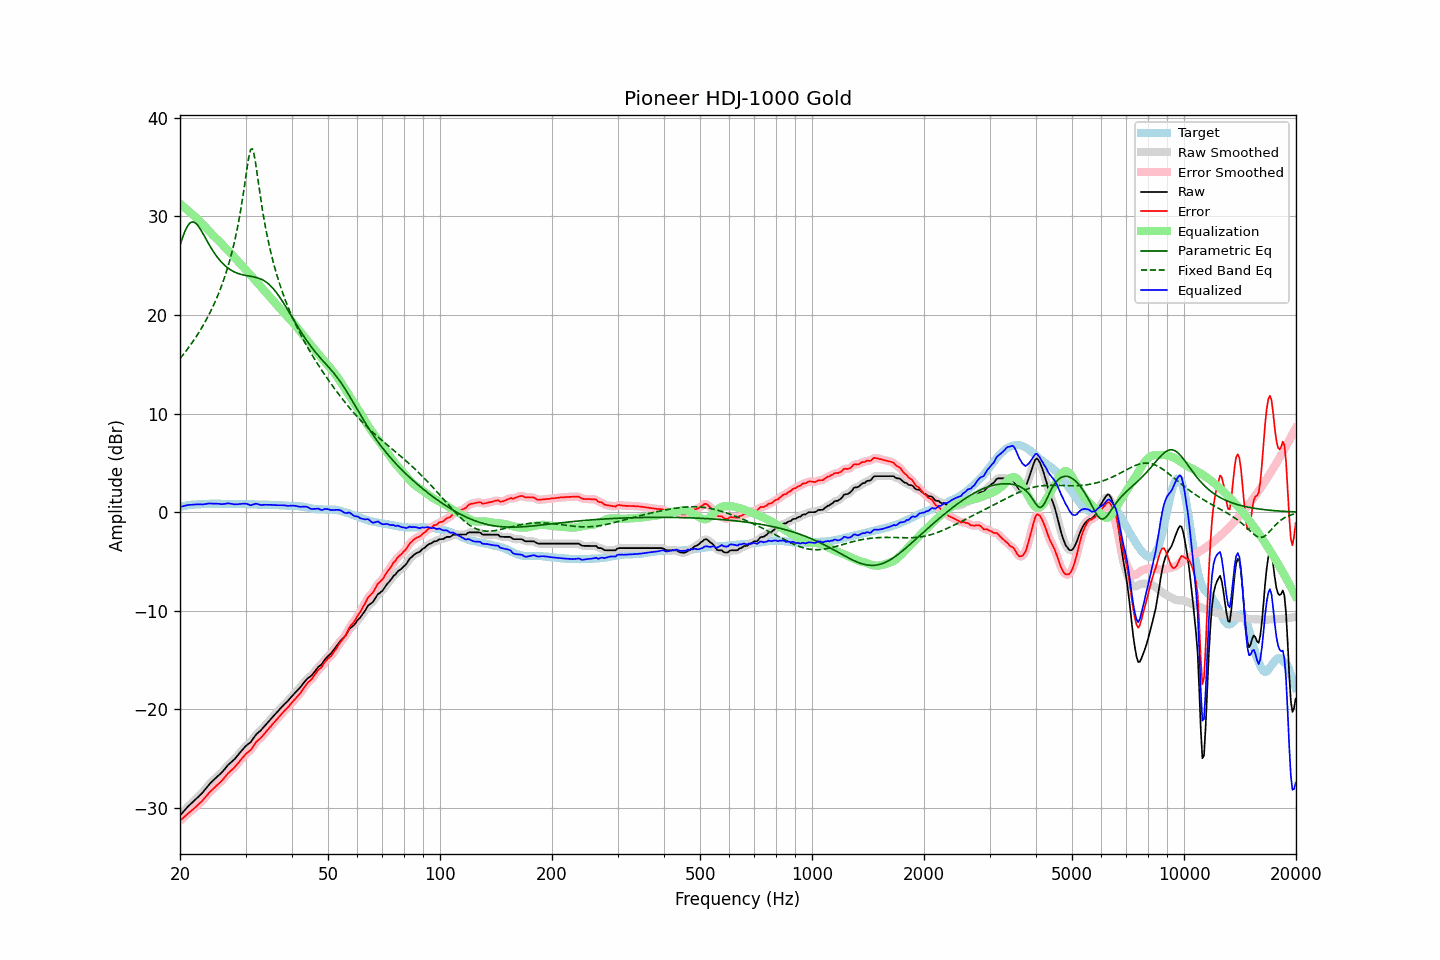 Pioneer HDJ-1000 Gold
40
30
20
10
0
−10
−20
−30
Amplitude (dBr)
Target
Raw Smoothed
Error Smoothed
Raw
Error
Equalization
Parametric Eq
Fixed Band Eq
Equalized
20 50 100 200 500 1000 2000 5000 10000 20000
Frequency (Hz)